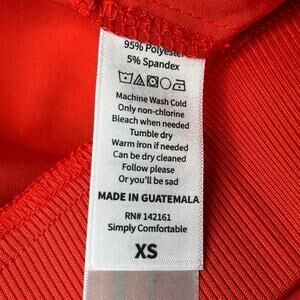 95% Polyester
5% Spandex
Machine Wash Cold
Only non-chlorine
Bleach when needed
Tumble dry
Warm iron if needed
Can be dry cleaned
Follow please
Or you'll be sad
MADE IN GUATEMALA
RN# 142161
Simply Comfortable
XS